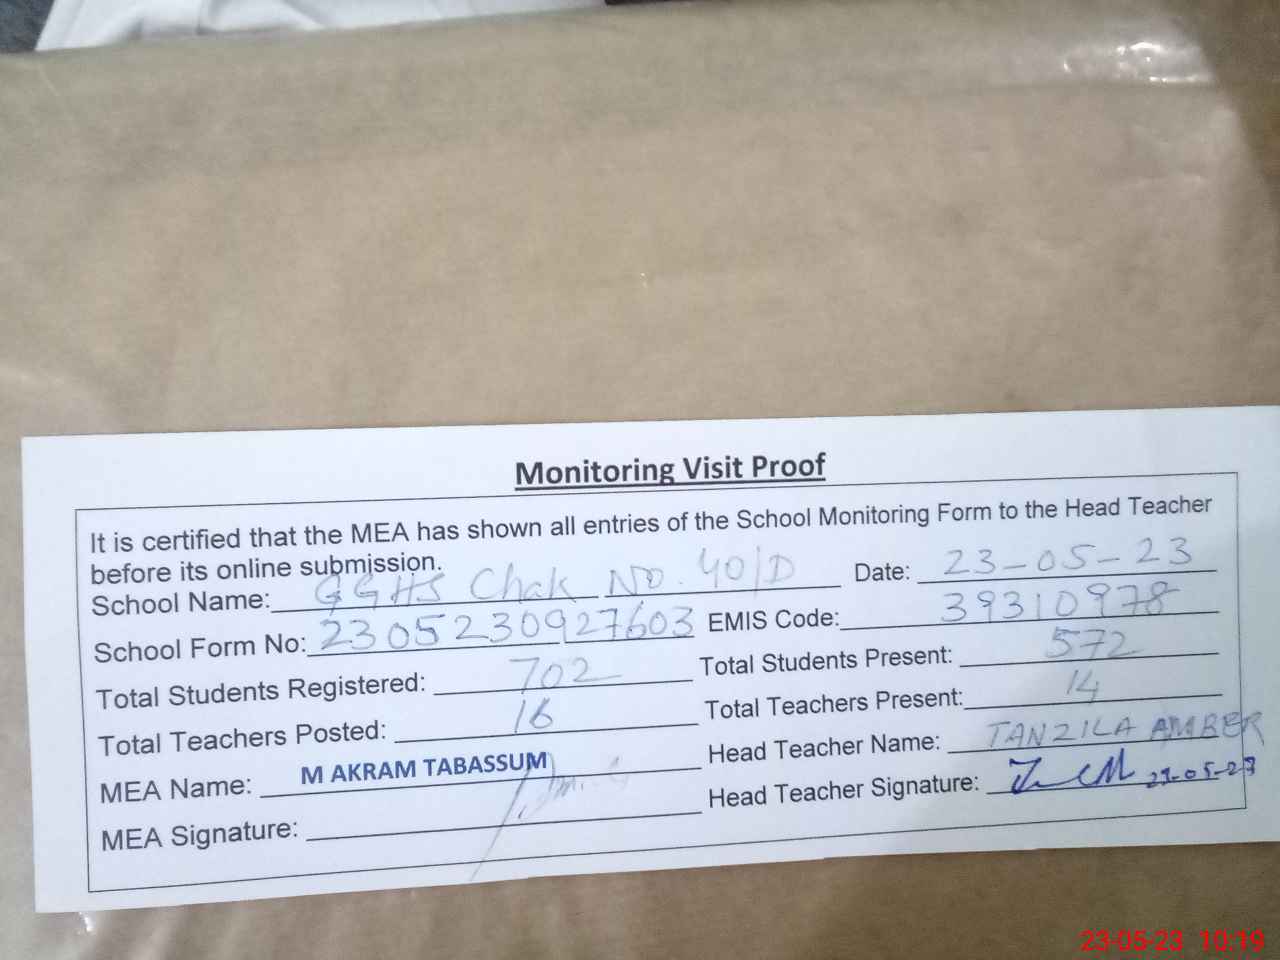 Monitoring Visit Proof
It is certified that the MEA has shown all entries of the School Monitoring Form to the Head Teacher
before its online submission.
School Name: GGHS Chak No. 40/D Date: 23-05-23
School Form No: 2305230927603 EMIS Code: 39310978
Total Students Registered: 702 Total Students Present: 572
Total Teachers Posted: 16 Total Teachers Present: 14
MEA Name: M AKRAM TABASSUM Head Teacher Name: TANZILA AMBER
MEA Signature: Head Teacher Signature: 23-05-23
23-05-23 10:19